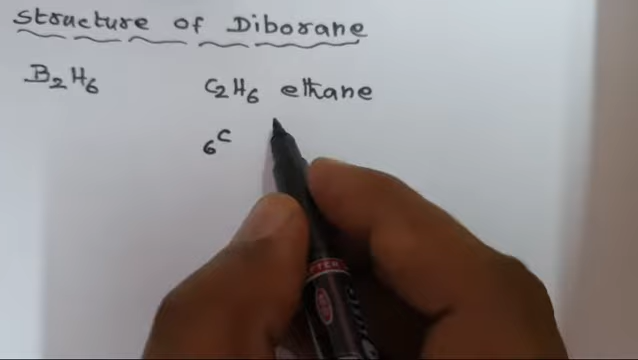 Structure of Diborane
B2H6 C2H6 ethane
6C